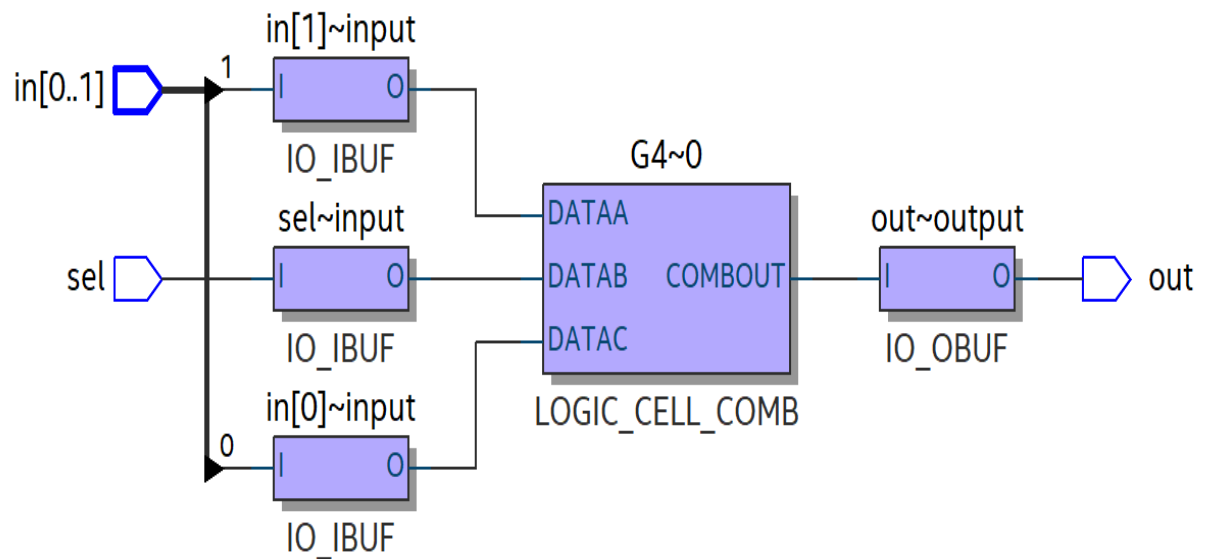 in[0..1]
1
in[1]~input
I
O
IO_IBUF
sel
sel~input
I
O
IO_IBUF
0
in[0]~input
I
O
IO_IBUF
G4~0
DATAA
DATAB
COMBOUT
DATAC
LOGIC_CELL_COMB
out~output
I
O
IO_OBUF
out